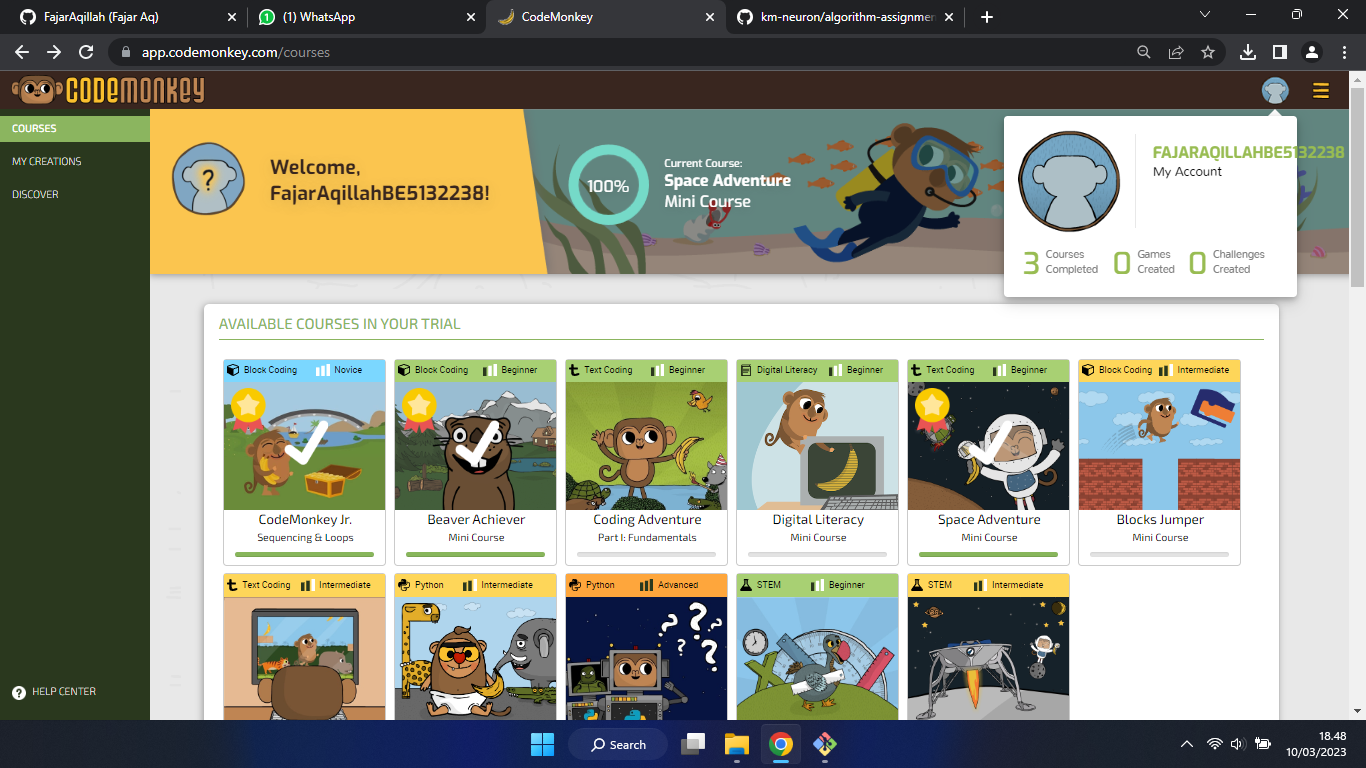 FajarAqillah (Fajar Aq)
(1) WhatsApp
CodeMonkey
km-neuron/algorithm-assignmen
app.codemonkey.com/courses
CODEMONKEY
COURSES
MY CREATIONS
DISCOVER
HELP CENTER
?
Welcome,
FajarAqillahBE5132238!
100%
Current Course:
Space Adventure
Mini Course
FAJARAQILLAHBE5132238
My Account
3 Courses Completed
0 Games Created
0 Challenges Created
AVAILABLE COURSES IN YOUR TRIAL
Block Coding Novice
CodeMonkey Jr.
Sequencing & Loops
Block Coding Beginner
Beaver Achiever
Mini Course
Text Coding Beginner
Coding Adventure
Part I: Fundamentals
Digital Literacy Beginner
Digital Literacy
Mini Course
Text Coding Beginner
Space Adventure
Mini Course
Block Coding Intermediate
Blocks Jumper
Mini Course
Text Coding Intermediate
Python Intermediate
Python Advanced
? ? ? ?
STEM Beginner
STEM Intermediate
Search
18.48
10/03/2023